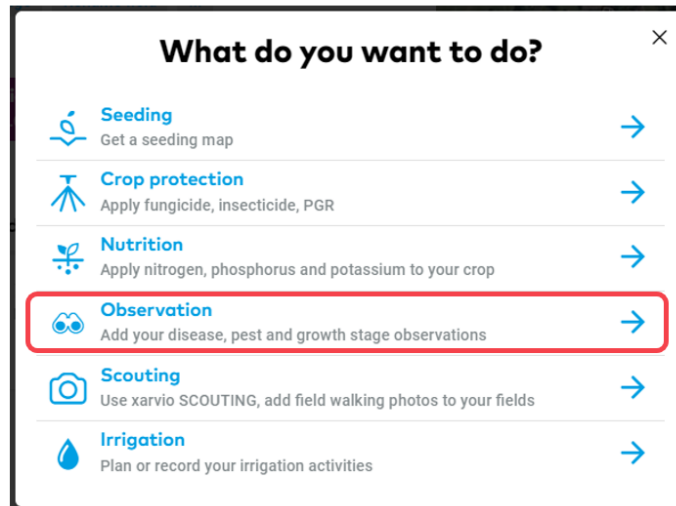 What do you want to do?
Seeding
Get a seeding map
Crop protection
Apply fungicide, insecticide, PGR
Nutrition
Apply nitrogen, phosphorus and potassium to your crop
Observation
Add your disease, pest and growth stage observations
Scouting
Use xarvio SCOUTING, add field walking photos to your fields
Irrigation
Plan or record your irrigation activities